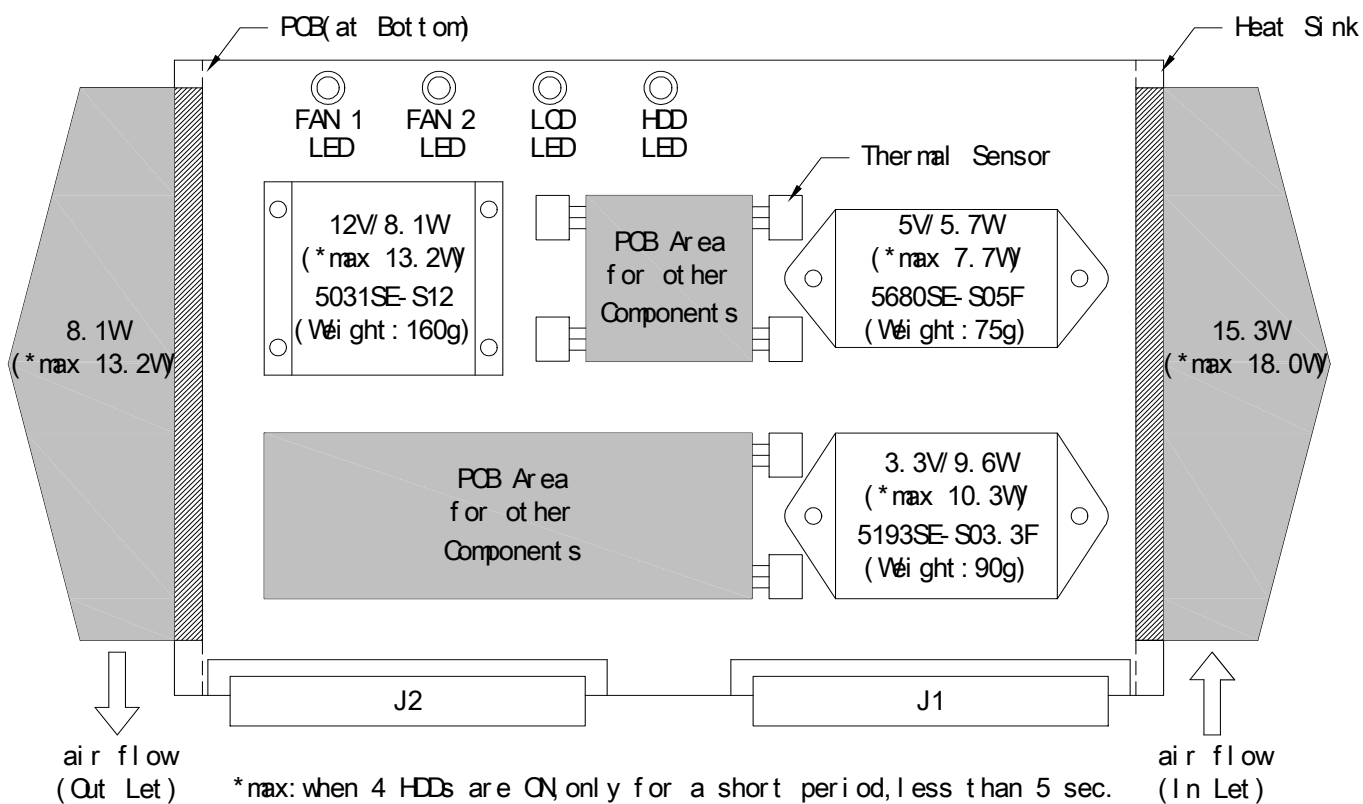 PCB(at Bottom)
Heat Sink
FAN 1
LED
FAN 2
LED
LOD
LED
HDD
LED
Thermal Sensor
12V/8.1W
(*max 13.2W)
5031SE-S12
(Weight:160g)
PCB Area
for other
Components
5V/5.7W
(*max 7.7W)
5680SE-S05F
(Weight:75g)
8.1W
(*max 13.2W)
15.3W
(*max 18.0W)
PCB Area
for other
Components
3.3V/9.6W
(*max 10.3W)
5193SE-S03.3F
(Weight:90g)
J2
J1
air flow
(Out Let)
air flow
(In Let)
*max:when 4 HDDs are ON,only for a short period,less than 5 sec.